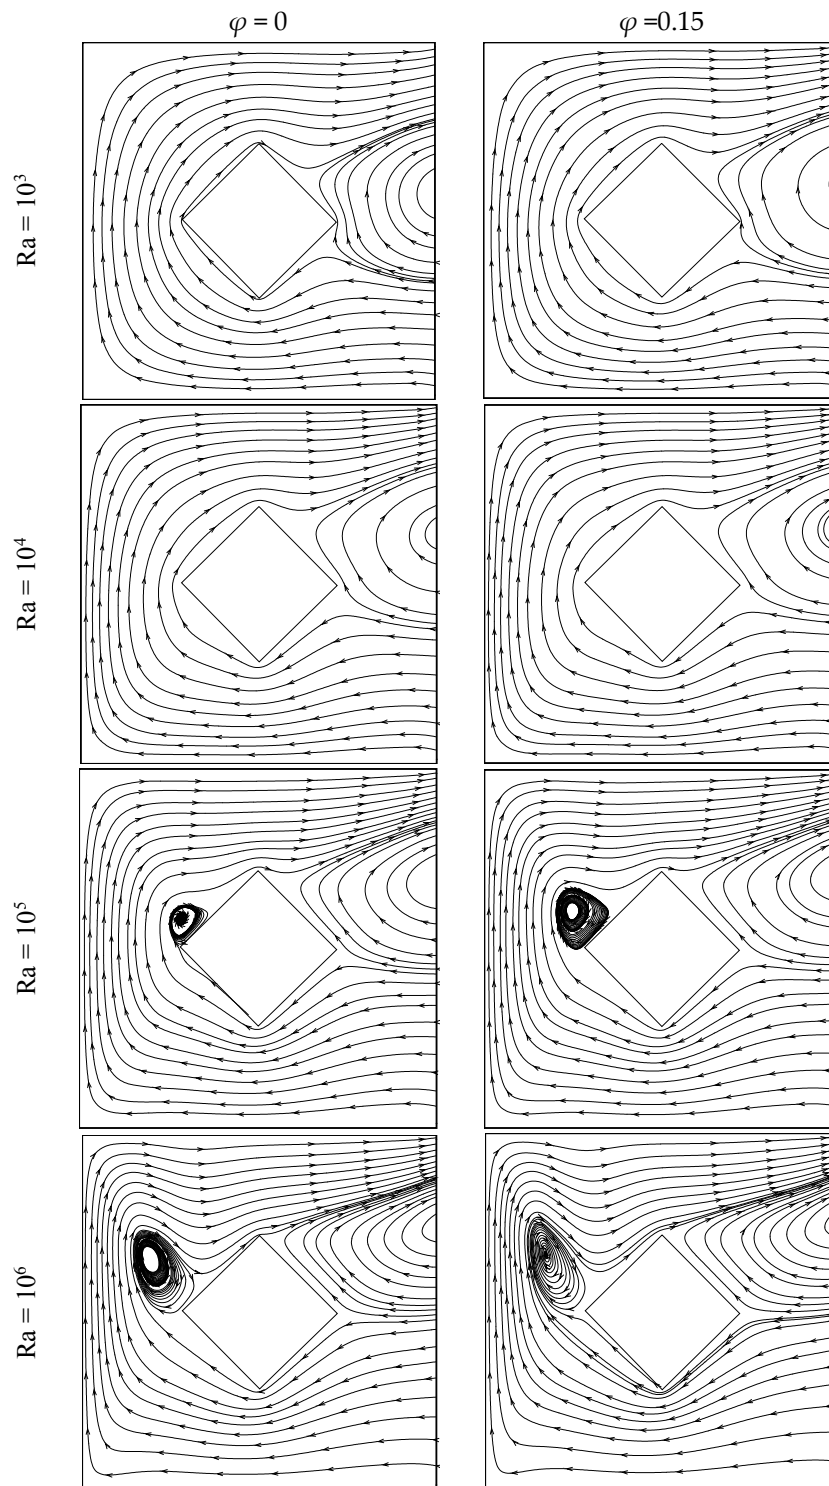 φ = 0
φ =0.15
Ra = 10³
Ra = 10⁴
Ra = 10⁵
Ra = 10⁶